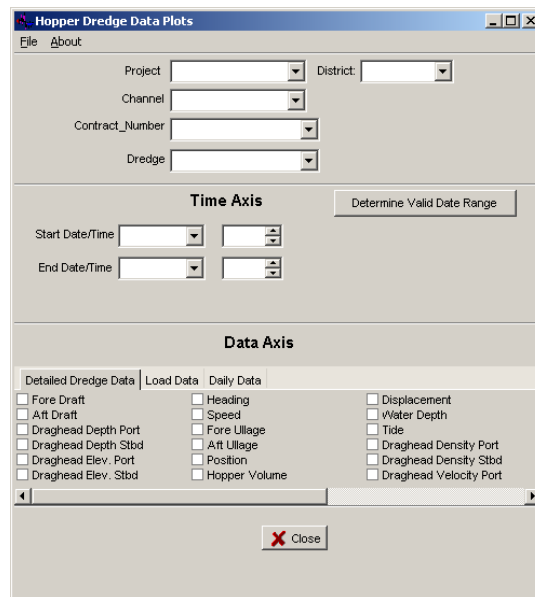 Hopper Dredge Data Plots
File About
Project District:
Channel
Contract_Number
Dredge
Time Axis
Determine Valid Date Range
Start Date/Time
End Date/Time
Data Axis
Detailed Dredge Data Load Data Daily Data
Fore Draft Heading Displacement
Aft Draft Speed Water Depth
Draghead Depth Port Fore Ullage Tide
Draghead Depth Stbd Aft Ullage Draghead Density Port
Draghead Elev. Port Position Draghead Density Stbd
Draghead Elev. Stbd Hopper Volume Draghead Velocity Port
Close